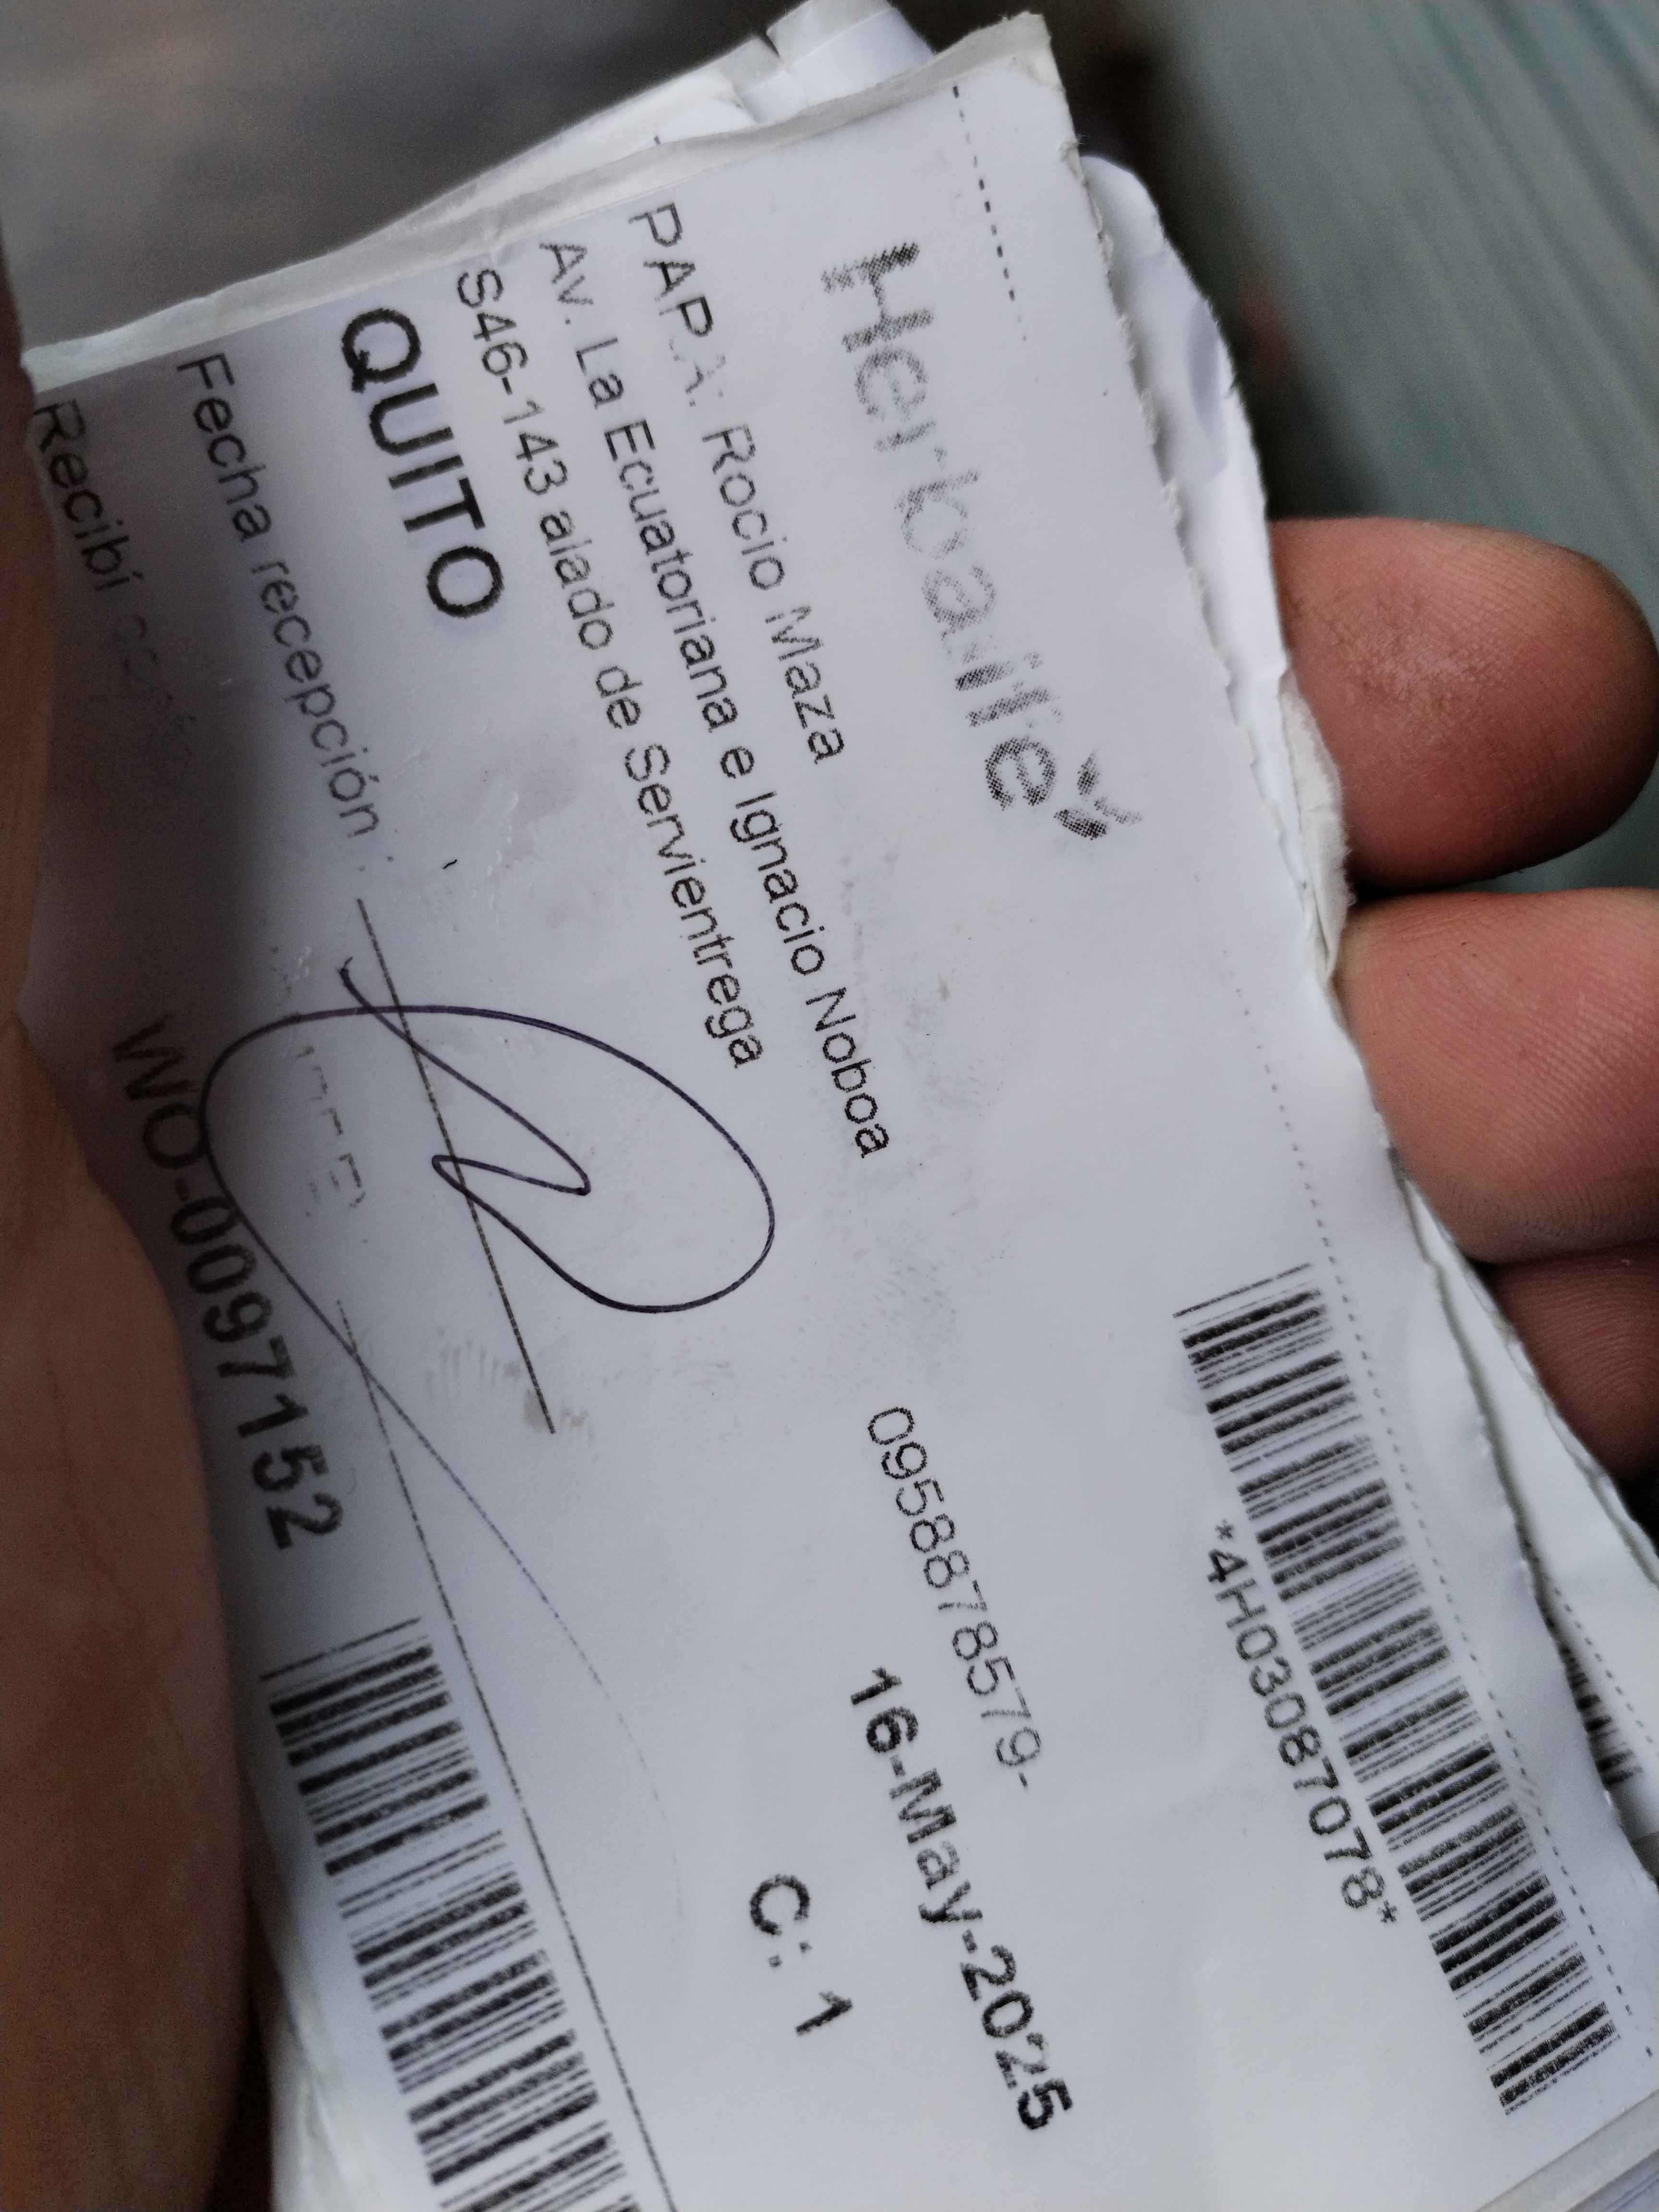 *4H03087078*
Herbalife
PARA: Rocio Maza
0958878579-
Av. La Ecuatoriana e Ignacio Noboa
16-May-2025
S46-143 alado de Servientrega
QUITO
C: 1
Fecha recepción :
Recibí
WO-0097152